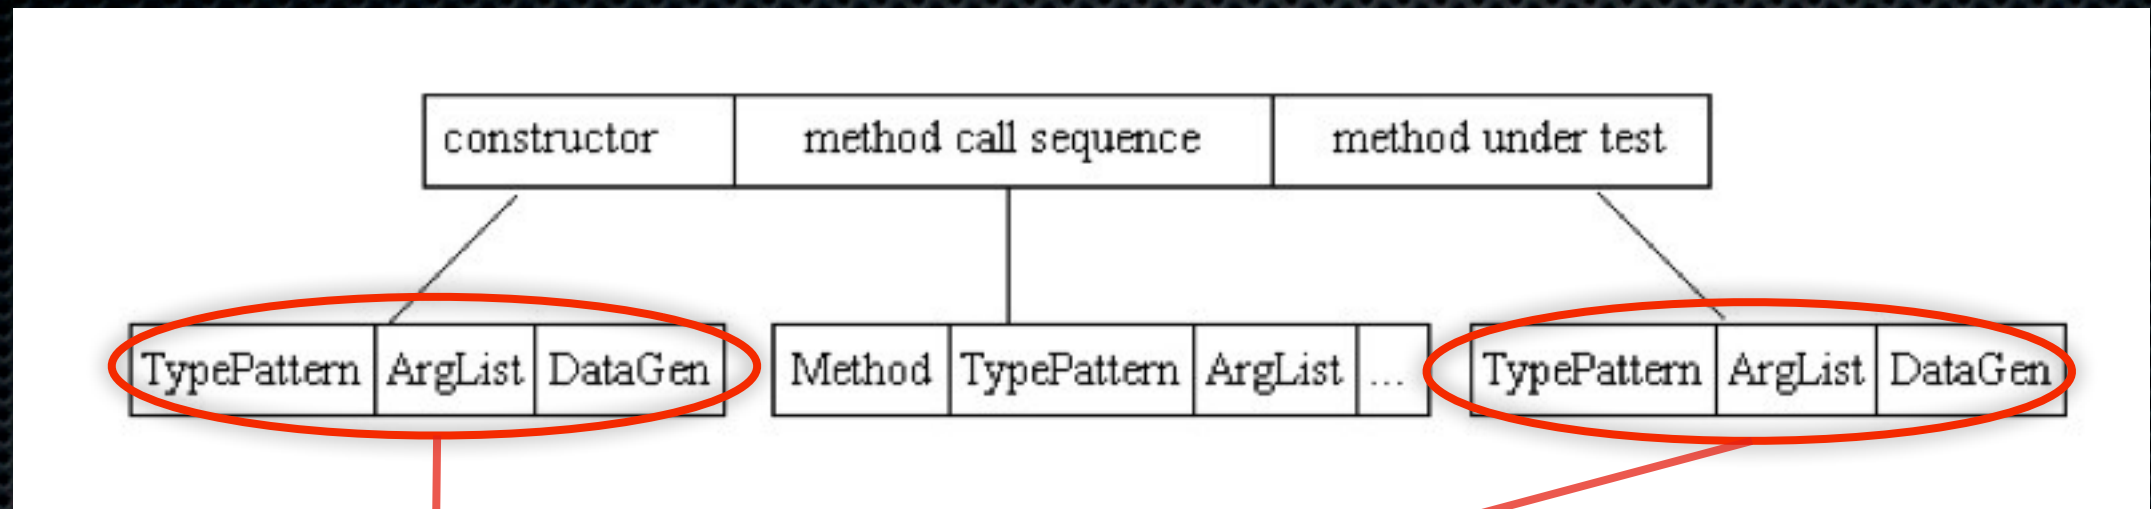 constructor method call sequence method under test
TypePattern ArgList DataGen Method TypePattern ArgList ... TypePattern ArgList DataGen